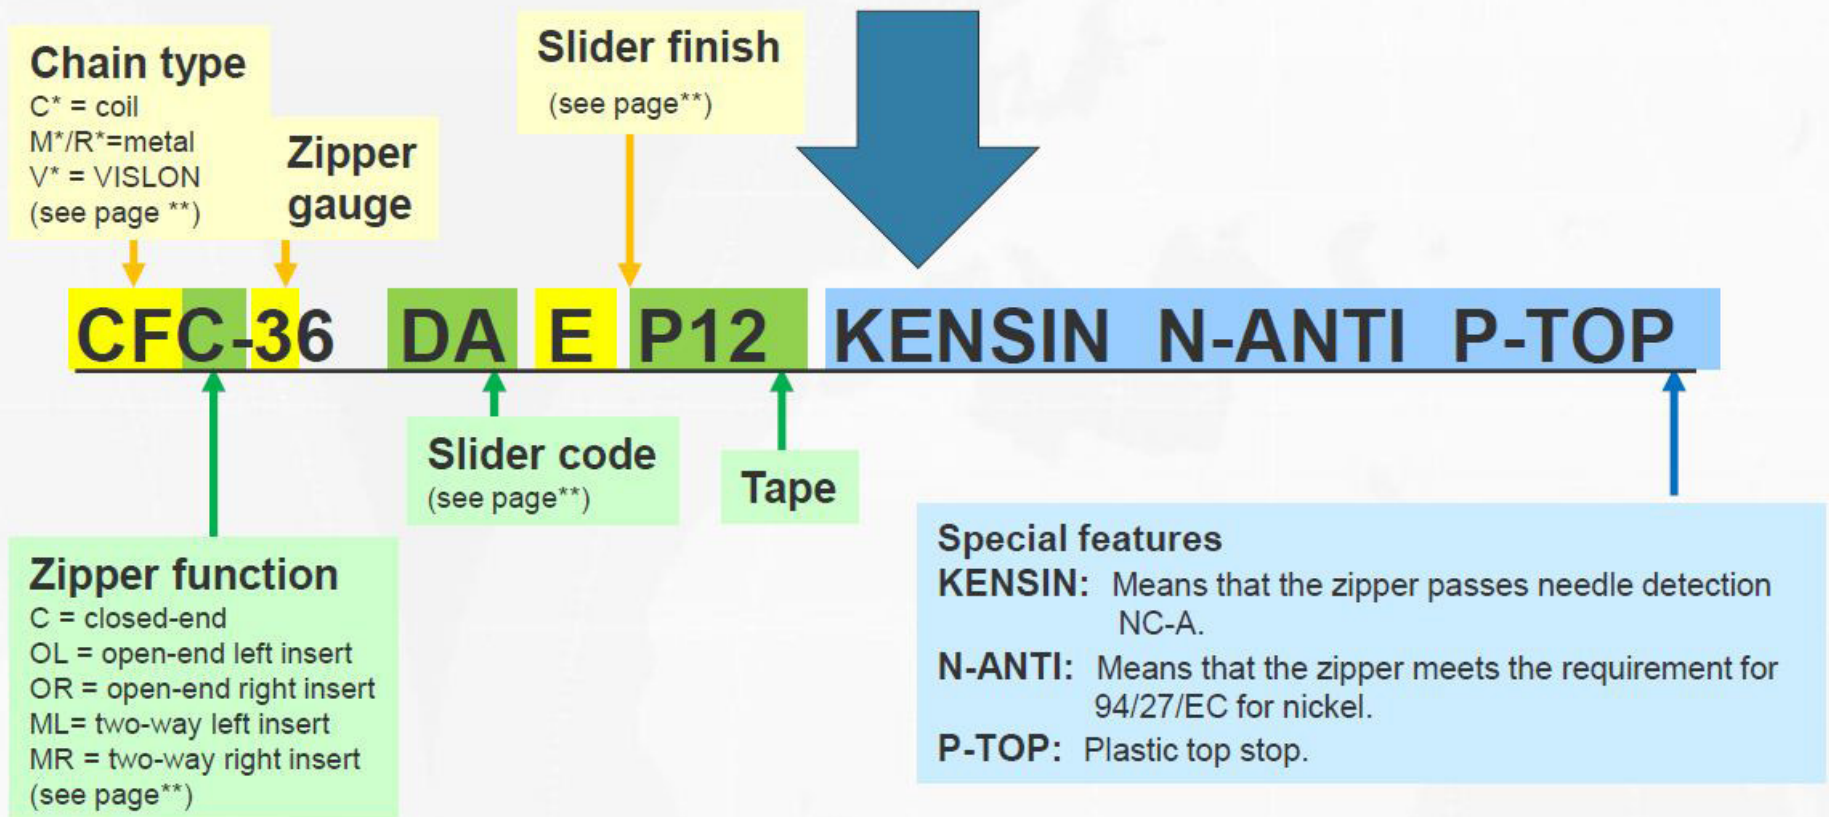 Chain type
C* = coil
M*/R*=metal
V* = VISLON
(see page **)
Zipper
gauge
Slider finish
(see page**)
CFC-36 DA E P12 KENSIN N-ANTI P-TOP
Zipper function
C = closed-end
OL = open-end left insert
OR = open-end right insert
ML= two-way left insert
MR = two-way right insert
(see page**)
Slider code
(see page**)
Tape
Special features
KENSIN: Means that the zipper passes needle detection
NC-A.
N-ANTI: Means that the zipper meets the requirement for
94/27/EC for nickel.
P-TOP: Plastic top stop.